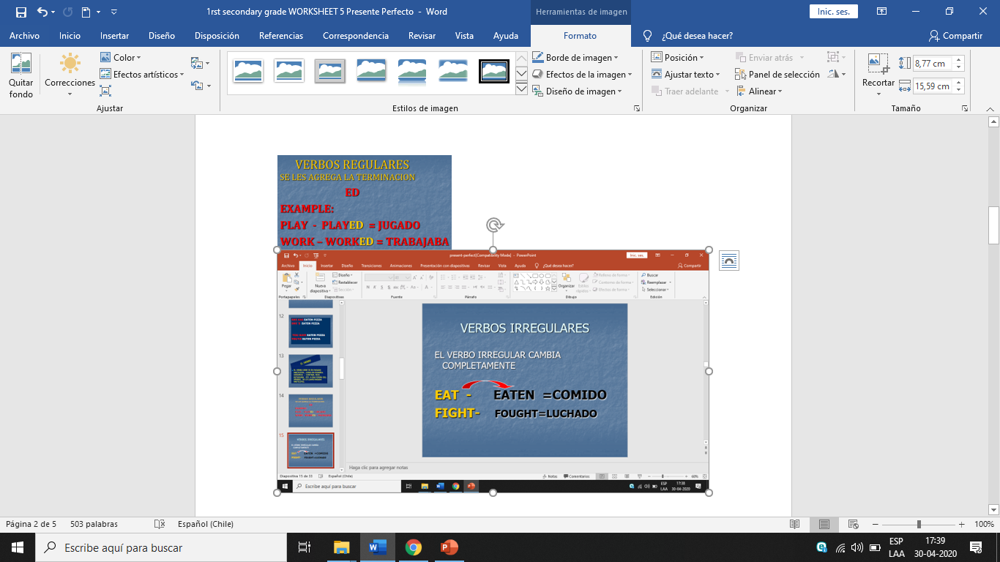 1rst secondary grade WORKSHEET 5 Presente Perfecto - Word
Herramientas de imagen
Inic. ses.
Archivo Inicio Insertar Diseño Disposición Referencias Correspondencia Revisar Vista Ayuda Formato ¿Qué desea hacer? Compartir
Quitar fondo
Correcciones
Color
Efectos artísticos
Ajustar
Borde de imagen
Efectos de la imagen
Diseño de imagen
Estilos de imagen
Posición
Ajustar texto
Traer adelante
Enviar atrás
Panel de selección
Alinear
Organizar
Recortar
8,77 cm
15,59 cm
Tamaño
VERBOS REGULARES
SE LES AGREGA LA TERMINACION
ED
EXAMPLE:
PLAY - PLAYED = JUGADO
WORK – WORKED = TRABAJABA
present-perfect[Compatibility Mode] - PowerPoint
Inic. ses.
Archivo Inicio Insertar Diseño Transiciones Animaciones Presentación con diapositivas Revisar Vista Ayuda ¿Qué desea hacer? Compartir
Pegar
Portapapeles
Nueva diapositiva
Diseño
Restablecer
Sección
Diapositivas
Fuente
Párrafo
Organizar
Estilos rápidos
Relleno de forma
Contorno de forma
Efectos de forma
Dibujo
Buscar
Reemplazar
Seleccionar
Edición
12
EATEN PIZZA
EATEN PIZZA
EATEN PIZZA
EATEN PIZZA
13
EL VERBO
14
VERBOS REGULARES
15
VERBOS IRREGULARES
EL VERBO IRREGULAR CAMBIA
COMPLETAMENTE
EAT - EATEN =COMIDO
FIGHT- FOUGHT=LUCHADO
VERBOS IRREGULARES
EL VERBO IRREGULAR CAMBIA
COMPLETAMENTE
EAT - EATEN =COMIDO
FIGHT- FOUGHT=LUCHADO
Haga clic para agregar notas
Diapositiva 15 de 33 Español (Chile) Notas Comentarios 60%
Escribe aquí para buscar
ESP
LAA
17:38
30-04-2020
Página 2 de 5 503 palabras Español (Chile) 100%
Escribe aquí para buscar
ESP
LAA
17:39
30-04-2020